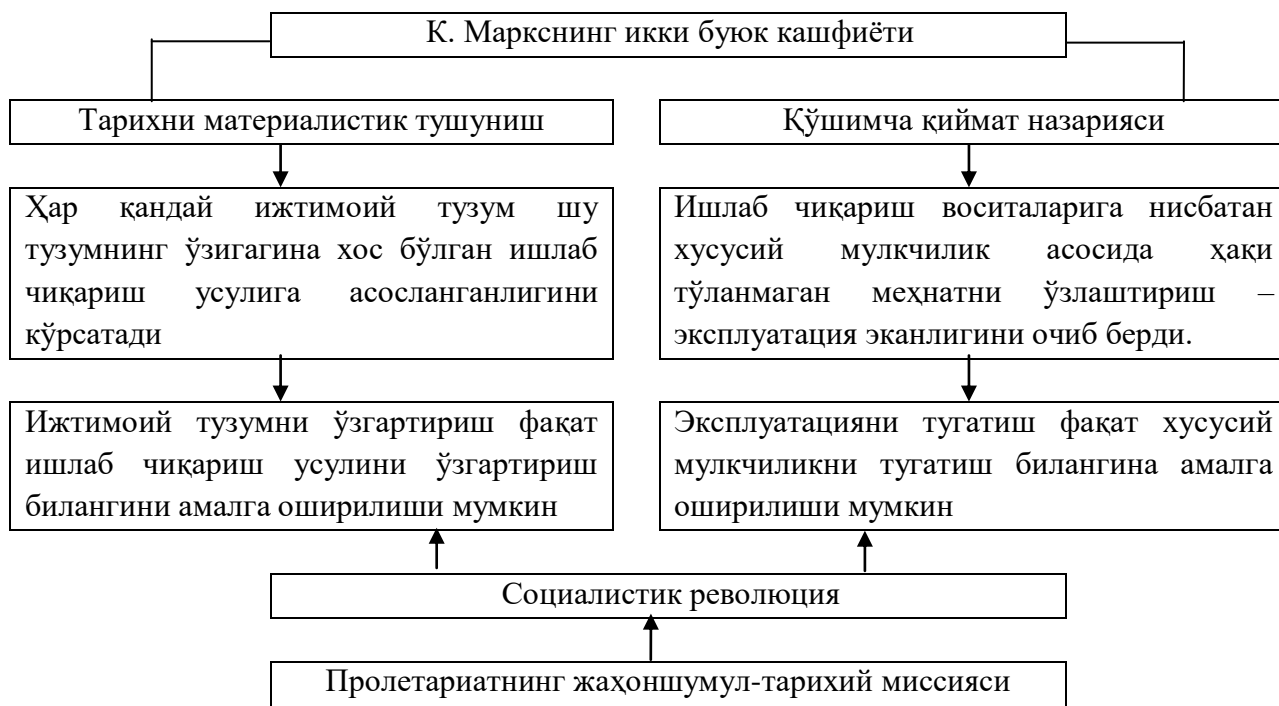 К. Маркснинг икки буюк кашфиёти
Тарихни материалистик тушуниш
Қўшимча қиймат назарияси
Ҳар қандай ижтимоий тузум шу
тузумнинг ўзигагина хос бўлган ишлаб
чиқариш усулига асосланганлигини
кўрсатади
Ишлаб чиқариш воситаларига нисбатан
хусусий мулкчилик асосида ҳақи
тўланмаган меҳнатни ўзлаштириш –
эксплуатация эканлигини очиб берди.
Ижтимоий тузумни ўзгартириш фақат
ишлаб чиқариш усулини ўзгартириш
билангини амалга оширилиши мумкин
Эксплуатацияни тугатиш фақат хусусий
мулкчиликни тугатиш билангина амалга
оширилиши мумкин
Социалистик революция
Пролетариатнинг жаҳоншумул-тарихий миссияси